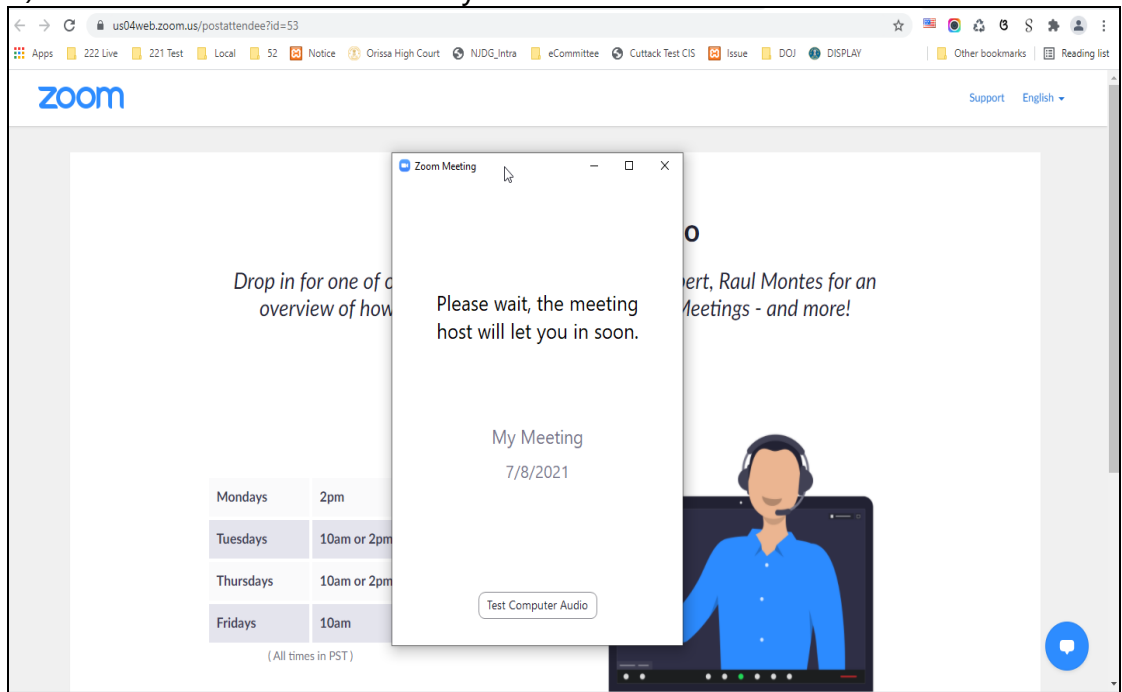 us04web.zoom.us/postattendee?id=53
Apps 222 Live 221 Test Local 52 Notice Orissa High Court NJDG_Intra eCommittee Cuttack Test CIS Issue DOJ DISPLAY Other bookmarks Reading list
zoom
Support English
Zoom Meeting
o
Drop in for one of
pert, Raul Montes for an
overview of how
Meetings - and more!
Please wait, the meeting
host will let you in soon.
My Meeting
7/8/2021
Mondays 2pm
Tuesdays 10am or 2pm
Thursdays 10am or 2pm
Fridays 10am
( All times in PST )
Test Computer Audio